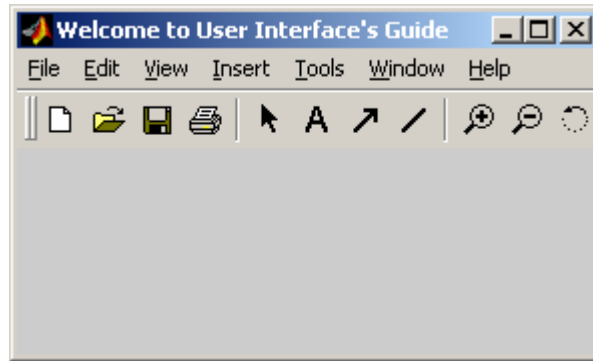 Welcome to User Interface's Guide
File Edit View Insert Tools Window Help
A